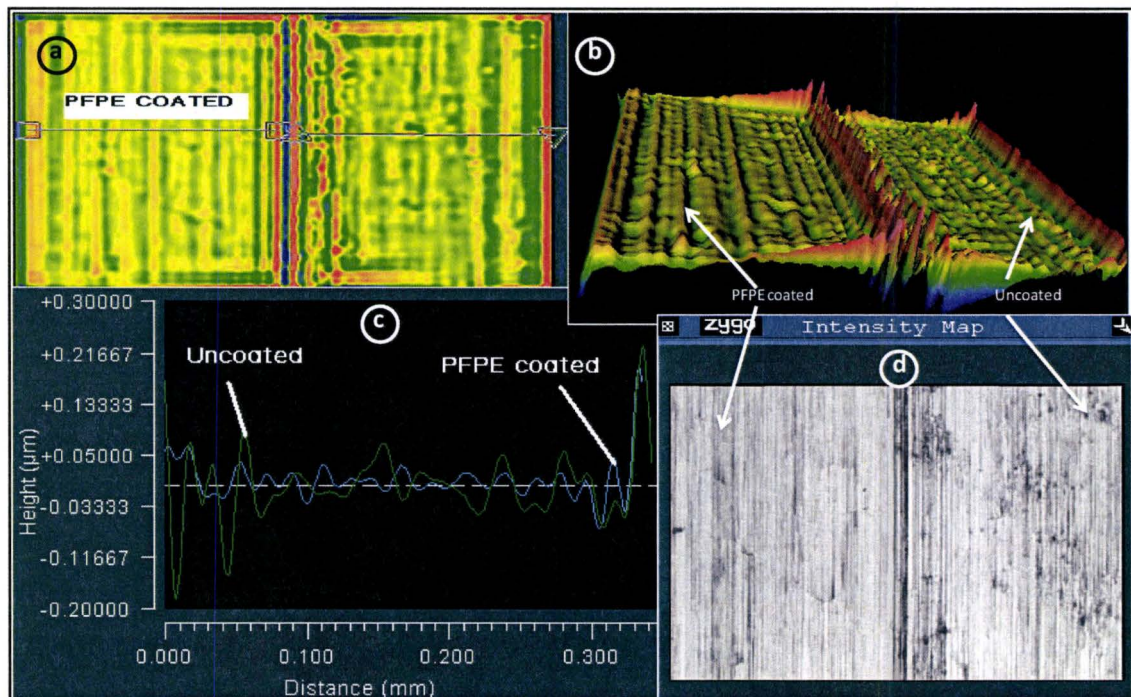 a
PFPE COATED
b
PFPE coated
Uncoated
+0.30000
+0.21667
+0.13333
+0.05000
-0.03333
-0.11667
-0.20000
Height (µm)
c
Uncoated
PFPE coated
0.000
0.100
0.200
0.300
Distance (mm)
zygo Intensity Map
d